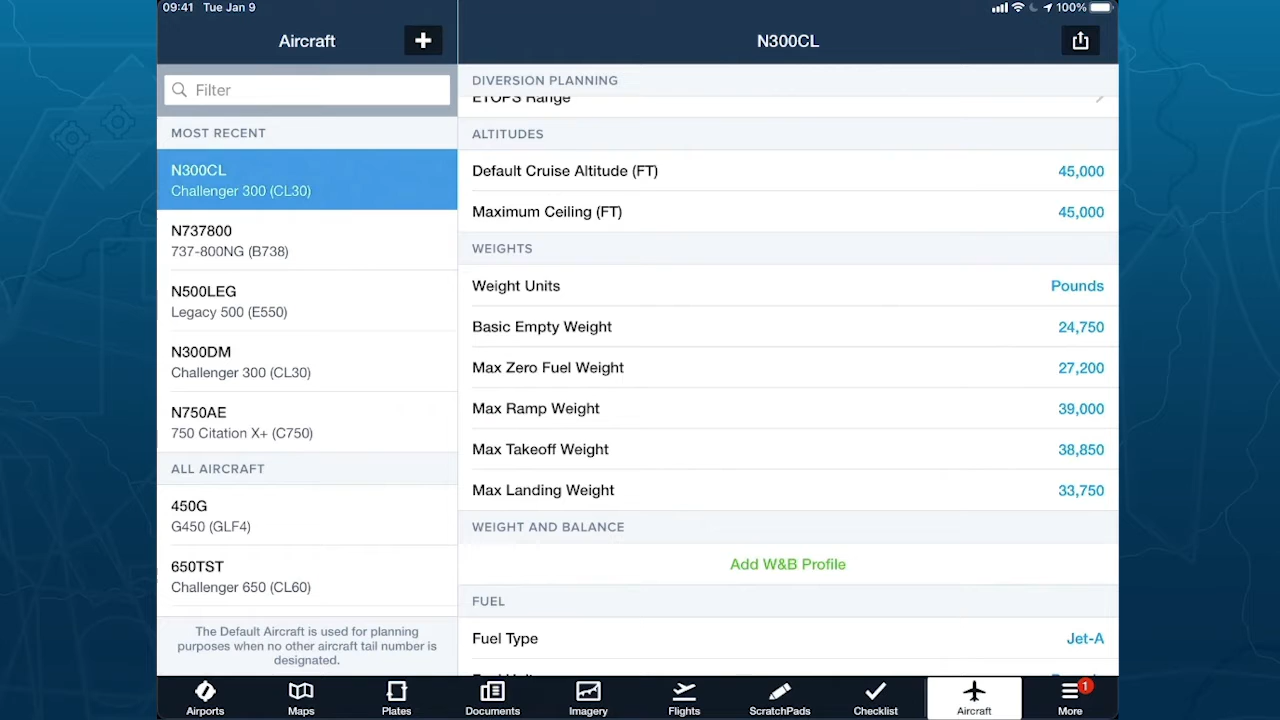 09:41 Tue Jan 9
100%
Aircraft
N300CL
Filter
MOST RECENT
N300CL
Challenger 300 (CL30)
N737800
737-800NG (B738)
N500LEG
Legacy 500 (E550)
N300DM
Challenger 300 (CL30)
N750AE
750 Citation X+ (C750)
ALL AIRCRAFT
450G
G450 (GLF4)
650TST
Challenger 650 (CL60)
The Default Aircraft is used for planning
purposes when no other aircraft tail number is
designated.
DIVERSION PLANNING
ETOPS Range
ALTITUDES
Default Cruise Altitude (FT) 45,000
Maximum Ceiling (FT) 45,000
WEIGHTS
Weight Units Pounds
Basic Empty Weight 24,750
Max Zero Fuel Weight 27,200
Max Ramp Weight 39,000
Max Takeoff Weight 38,850
Max Landing Weight 33,750
WEIGHT AND BALANCE
Add W&B Profile
FUEL
Fuel Type Jet-A
Airports
Maps
Plates
Documents
Imagery
Flights
ScratchPads
Checklist
Aircraft
More
1